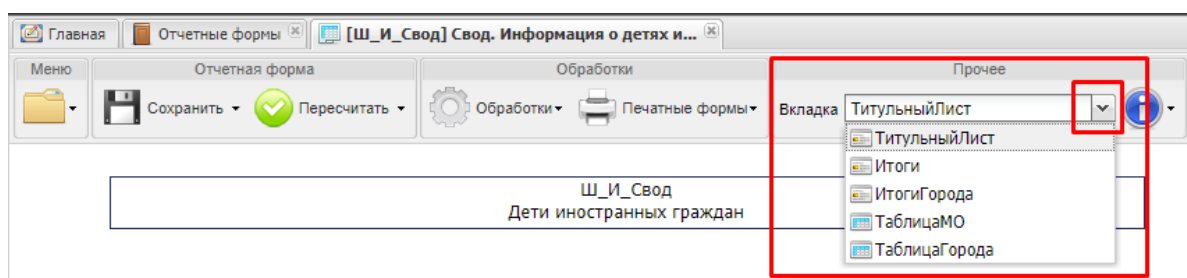 Главная Отчетные формы [Ш_И_Свод] Свод. Информация о детях и...
Меню Отчетная форма Обработки Прочее
Сохранить Пересчитать Обработки Печатные формы Вкладка ТитульныйЛист
ТитульныйЛист
Итоги
ИтогиГорода
ТаблицаМО
ТаблицаГорода
Ш_И_Свод
Дети иностранных граждан